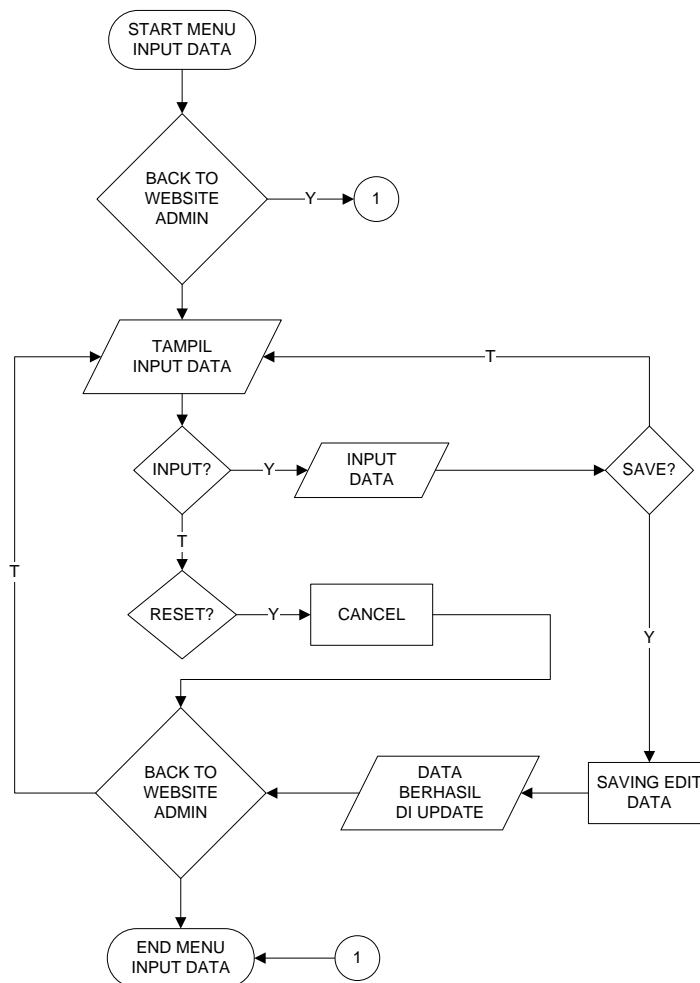 START MENU
INPUT DATA
BACK TO
WEBSITE
ADMIN
Y
1
TAMPIL
INPUT DATA
T
INPUT?
Y
INPUT
DATA
SAVE?
T
T
RESET?
Y
CANCEL
Y
BACK TO
WEBSITE
ADMIN
DATA
BERHASIL
DI UPDATE
SAVING EDIT
DATA
END MENU
INPUT DATA
1